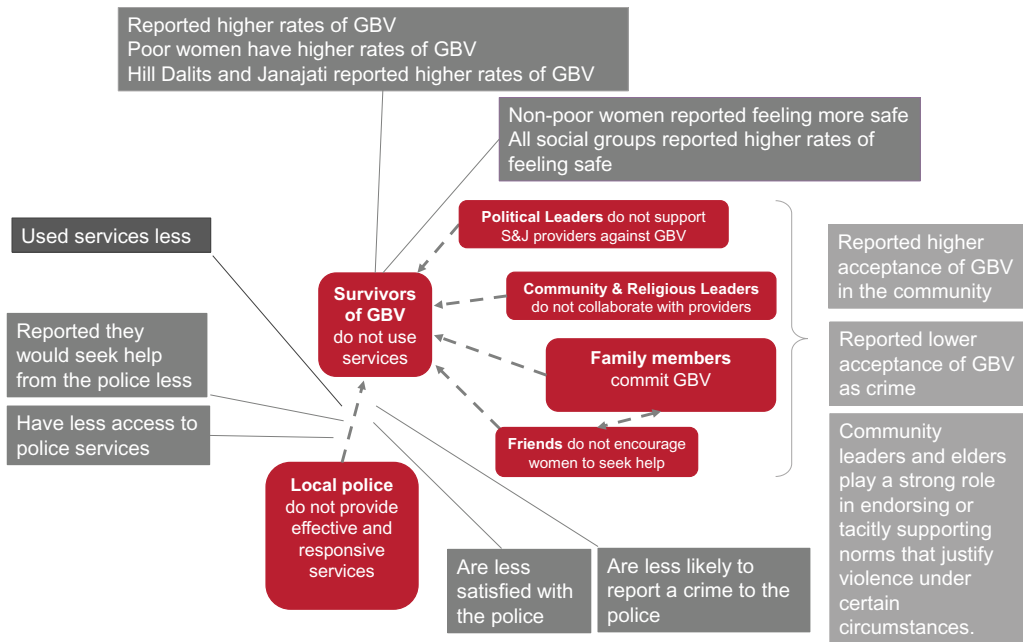 Reported higher rates of GBV
Poor women have higher rates of GBV
Hill Dalits and Janajati reported higher rates of GBV
Non-poor women reported feeling more safe
All social groups reported higher rates of
feeling safe
Used services less
Political Leaders do not support
S&J providers against GBV
Survivors
of GBV
do not use
services
Community & Religious Leaders
do not collaborate with providers
Family members
commit GBV
Friends do not encourage
women to seek help
Reported they
would seek help
from the police less
Have less access to
police services
Local police
do not provide
effective and
responsive
services
Are less
satisfied with
the police
Are less likely to
report a crime to the
police
Reported higher
acceptance of GBV
in the community
Reported lower
acceptance of GBV
as crime
Community
leaders and elders
play a strong role
in endorsing or
tacitly supporting
norms that justify
violence under
certain
circumstances.